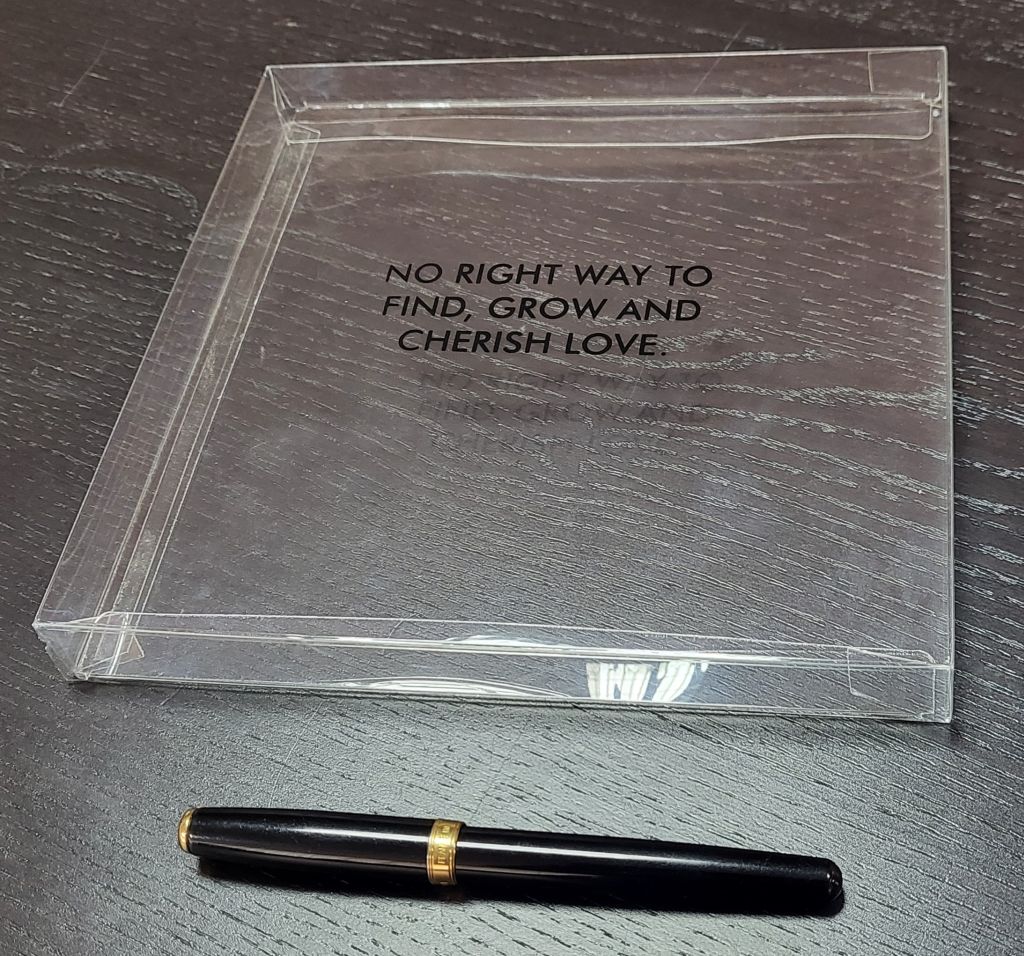 NO RIGHT WAY TO
FIND, GROW AND
CHERISH LOVE.